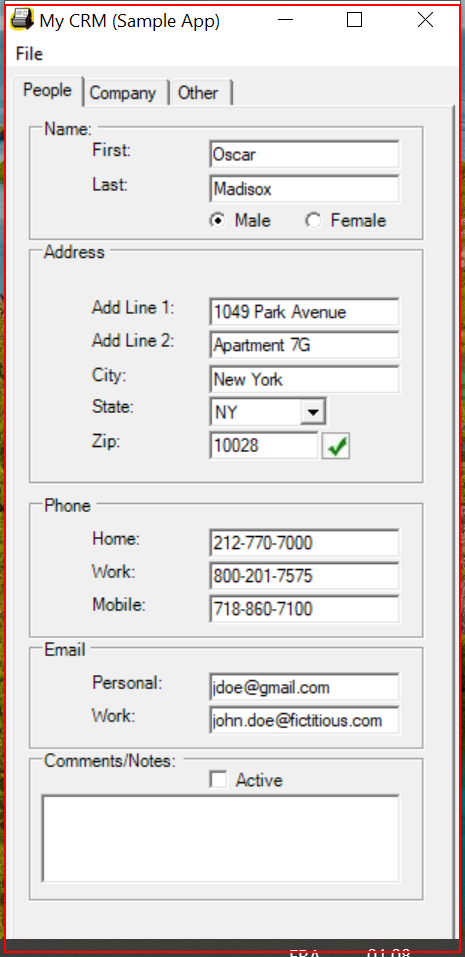 My CRM (Sample App)
File
People Company Other
Name:
First: Oscar
Last: Madisox
Male Female
Address
Add Line 1: 1049 Park Avenue
Add Line 2: Apartment 7G
City: New York
State: NY
Zip: 10028
Phone
Home: 212-770-7000
Work: 800-201-7575
Mobile: 718-860-7100
Email
Personal: jdoe@gmail.com
Work: john.doe@fictitious.com
Comments/Notes:
Active